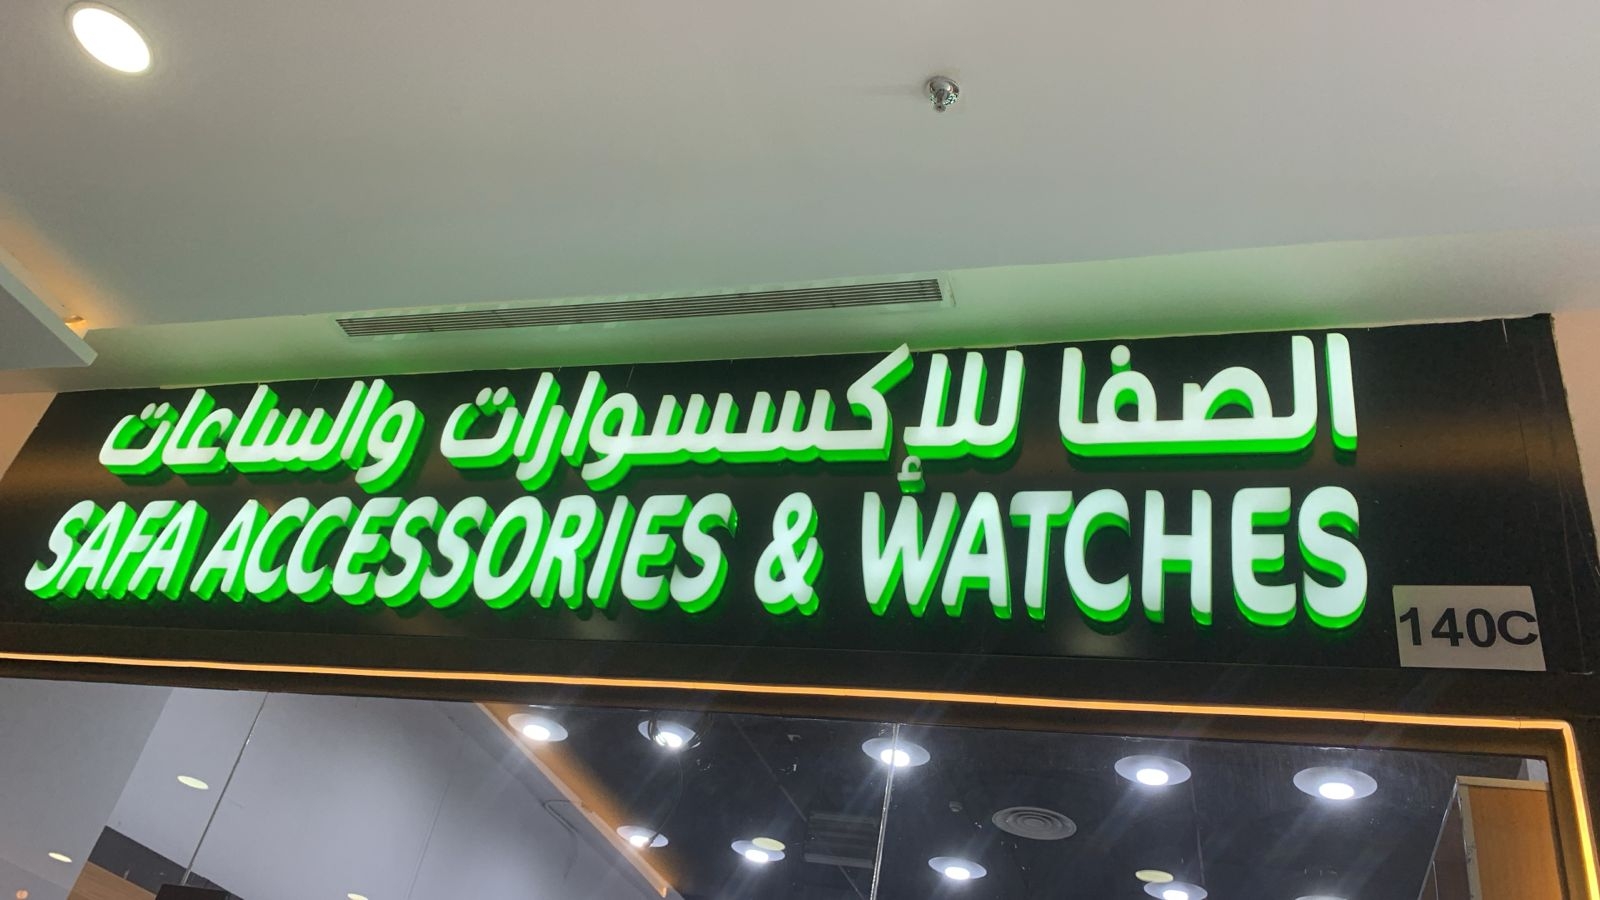 الصفا للإكسسوارات والساعات
SAFA ACCESSORIES & WATCHES
140C